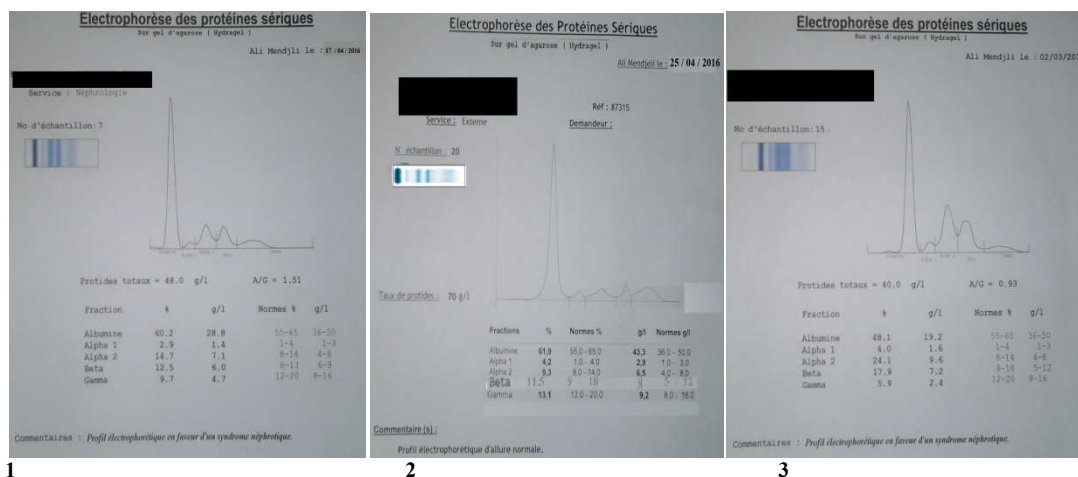 Electrophorèse des protéines sériques
Sur gel d'agarose ( Hydragel )
Ali Mendjli le : 17 / 04 / 2016
Service : Nephrologie
No d'échantillon: 7
Protides totaux = 48.0 g/l A/G = 1.51
Fraction % g/l Normes % g/l
Albumine 60.2 28.8 55-65 36-50
Alpha 1 2.9 1.4 1-4 1-3
Alpha 2 14.7 7.1 8-14 4-8
Beta 12.5 6.0 8-13 6-9
Gamma 9.7 4.7 12-20 8-16
Commentaires : Profil électrophorétique en faveur d'un syndrome néphrotique.
1
Electrophorèse des Protéines Sériques
Sur gel d'agarose ( Hydragel )
Ali Mendjeli le : 25 / 04 / 2016
Réf : 87315
Service : Externe
Demandeur :
N° échantillon : 20
Taux de protides : 70 g/l
Fractions % Normes % g/l Normes g/l
Albumine 61,9 55.0 - 65.0 43,3 36.0 - 50.0
Alpha 1 4,2 1.0 - 4.0 2,9 1.0 - 3.0
Alpha 2 9,3 8.0 - 14.0 6,5 4.0 - 8.0
Beta 11,5 9 - 18 8 5 - 12
Gamma 13,1 12.0 - 20.0 9,2 8.0 - 16.0
Commentaire (s) :
Profil électrophorétique d'allure normale.
2
Electrophorèse des protéines sériques
Sur gel d'agarose ( Hydragel )
Ali Mendjli le : 02/03/201
No d'échantillon: 15
Protides totaux = 40.0 g/l A/G = 0.93
Fraction % g/l Normes % g/l
Albumine 48.1 19.2 55-65 36-50
Alpha 1 4.0 1.6 1-4 1-3
Alpha 2 24.1 9.6 8-14 4-8
Beta 17.9 7.2 9-18 5-12
Gamma 5.9 2.4 12-20 8-16
Commentaires : Profil électrophorétique en faveur d'un syndrome néphrotique.
3